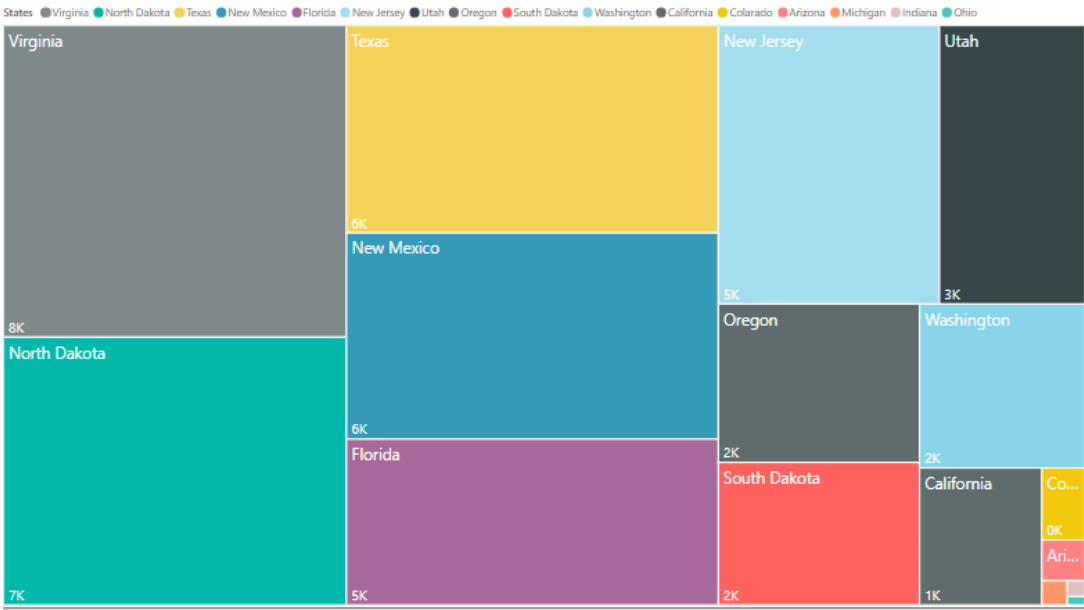 States Virginia North Dakota Texas New Mexico Florida New Jersey Utah Oregon South Dakota Washington California Colarado Arizona Michigan Indiana Ohio
Virginia
8K
North Dakota
7K
Texas
6K
New Mexico
6K
Florida
5K
New Jersey
5K
Utah
3K
Oregon
2K
South Dakota
2K
Washington
2K
California
1K
Co...
0K
Ari...